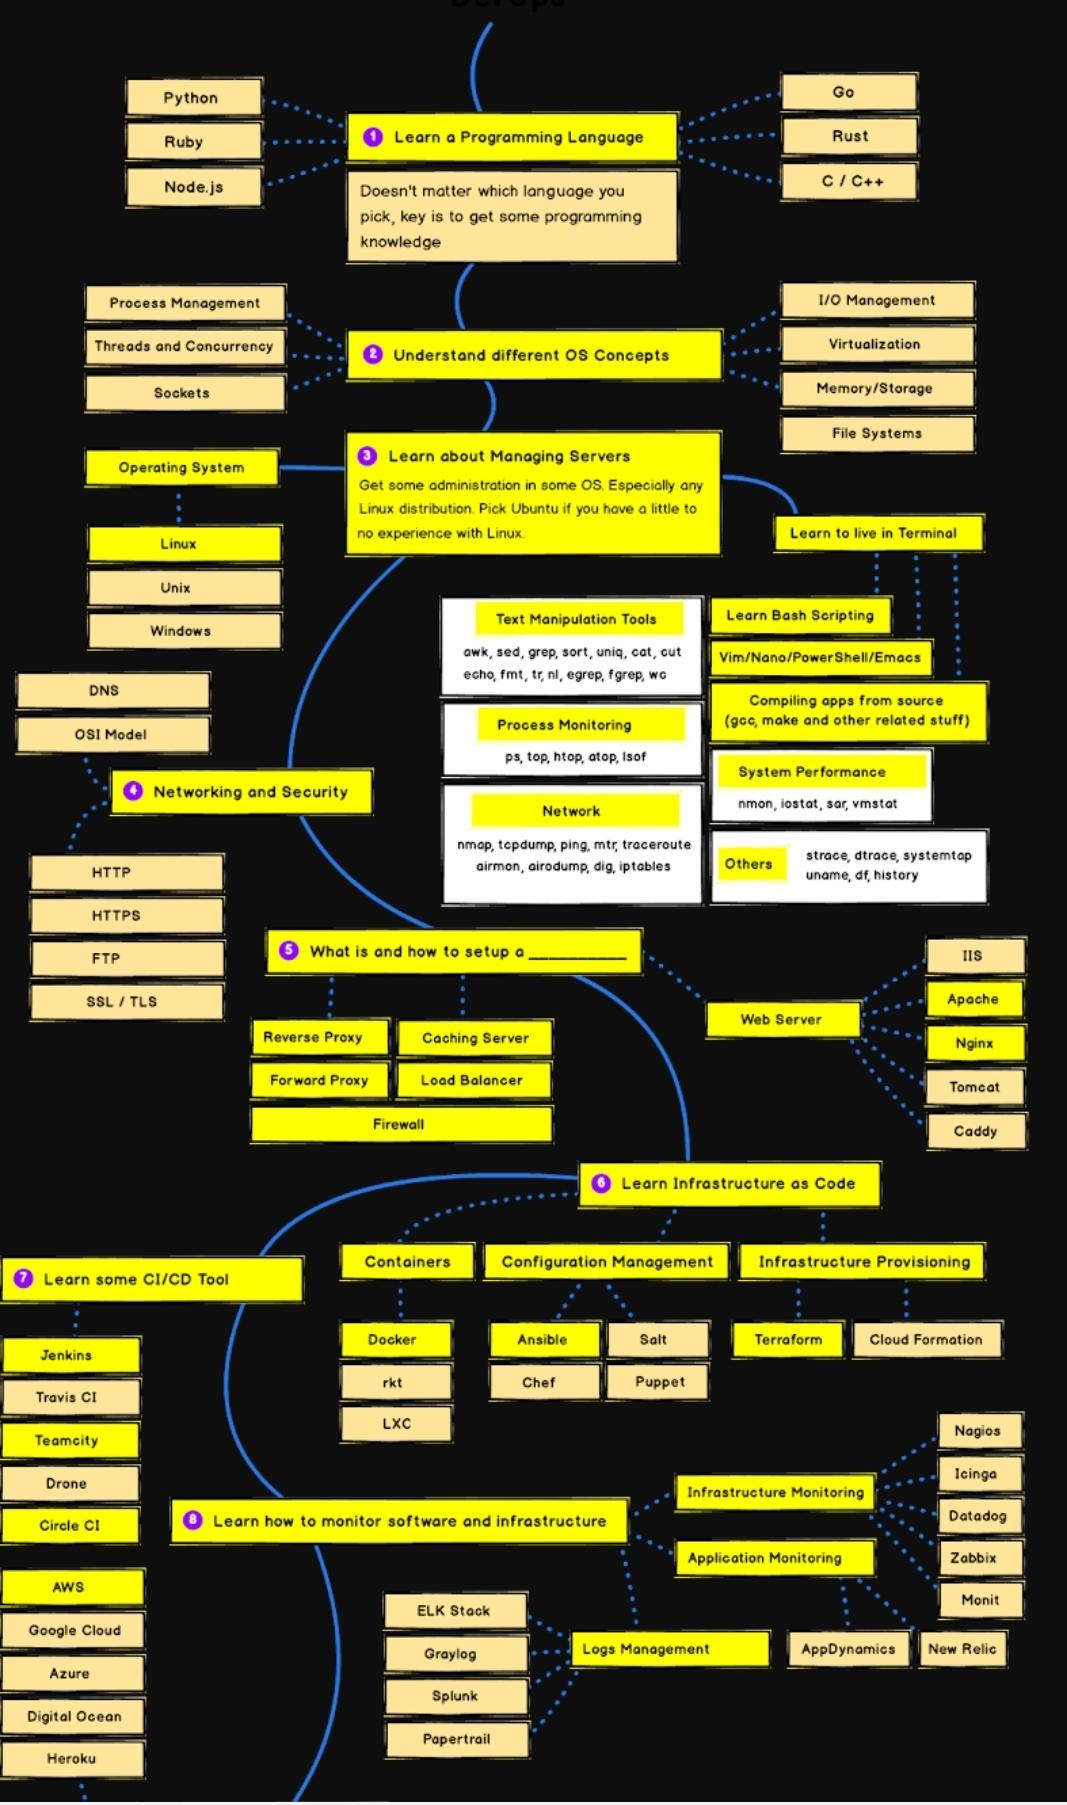 DevOps
Python
Ruby
Node.js
1 Learn a Programming Language
Doesn't matter which language you
pick, key is to get some programming
knowledge
Go
Rust
C / C++
Process Management
Threads and Concurrency
Sockets
2 Understand different OS Concepts
I/O Management
Virtualization
Memory/Storage
File Systems
3 Learn about Managing Servers
Get some administration in some OS. Especially any
Linux distribution. Pick Ubuntu if you have a little to
no experience with Linux.
Operating System
Linux
Unix
Windows
Learn to live in Terminal
Learn Bash Scripting
Vim/Nano/PowerShell/Emacs
Compiling apps from source
(gcc, make and other related stuff)
Text Manipulation Tools
awk, sed, grep, sort, uniq, cat, cut
echo, fmt, tr, nl, egrep, fgrep, wc
Process Monitoring
ps, top, htop, atop, lsof
System Performance
nmon, iostat, sar, vmstat
Network
nmap, tcpdump, ping, mtr, traceroute
airmon, airodump, dig, iptables
Others
strace, dtrace, systemtap
uname, df, history
DNS
OSI Model
4 Networking and Security
HTTP
HTTPS
FTP
SSL / TLS
5 What is and how to setup a ____________
Reverse Proxy
Caching Server
Forward Proxy
Load Balancer
Firewall
Web Server
IIS
Apache
Nginx
Tomcat
Caddy
6 Learn Infrastructure as Code
Containers
Docker
rkt
LXC
Configuration Management
Ansible
Salt
Chef
Puppet
Infrastructure Provisioning
Terraform
Cloud Formation
7 Learn some CI/CD Tool
Jenkins
Travis CI
Teamcity
Drone
Circle CI
8 Learn how to monitor software and infrastructure
Infrastructure Monitoring
Nagios
Icinga
Datadog
Zabbix
Monit
Application Monitoring
AppDynamics
New Relic
Logs Management
ELK Stack
Graylog
Splunk
Papertrail
AWS
Google Cloud
Azure
Digital Ocean
Heroku